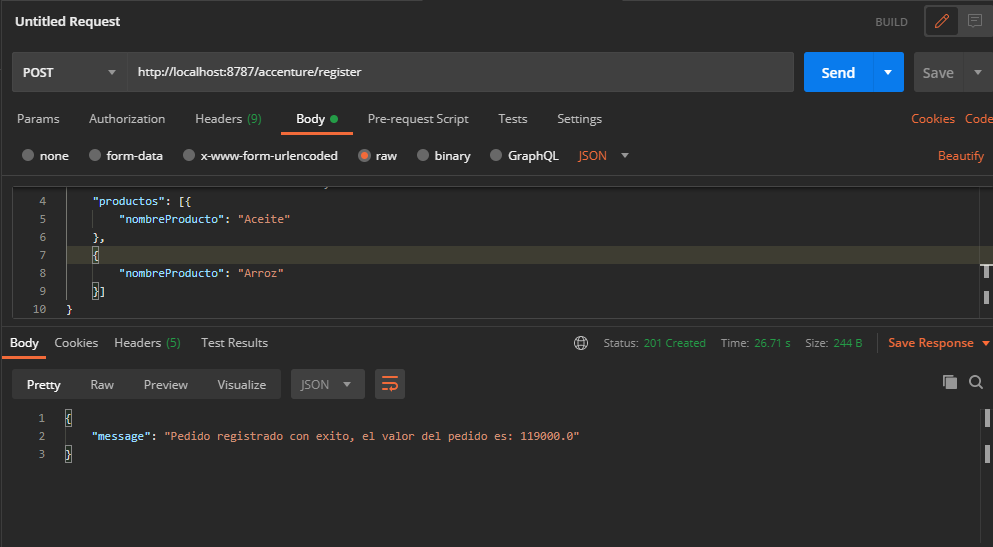 Untitled Request
BUILD
POST http://localhost:8787/accenture/register Send Save
Params Authorization Headers (9) Body Pre-request Script Tests Settings Cookies Code
none form-data x-www-form-urlencoded raw binary GraphQL JSON Beautify
4 "productos": [{
5 "nombreProducto": "Aceite"
6 },
7 {
8 "nombreProducto": "Arroz"
9 }]
10 }
Body Cookies Headers (5) Test Results Status: 201 Created Time: 26.71 s Size: 244 B Save Response
Pretty Raw Preview Visualize JSON
1 {
2 "message": "Pedido registrado con exito, el valor del pedido es: 119000.0"
3 }